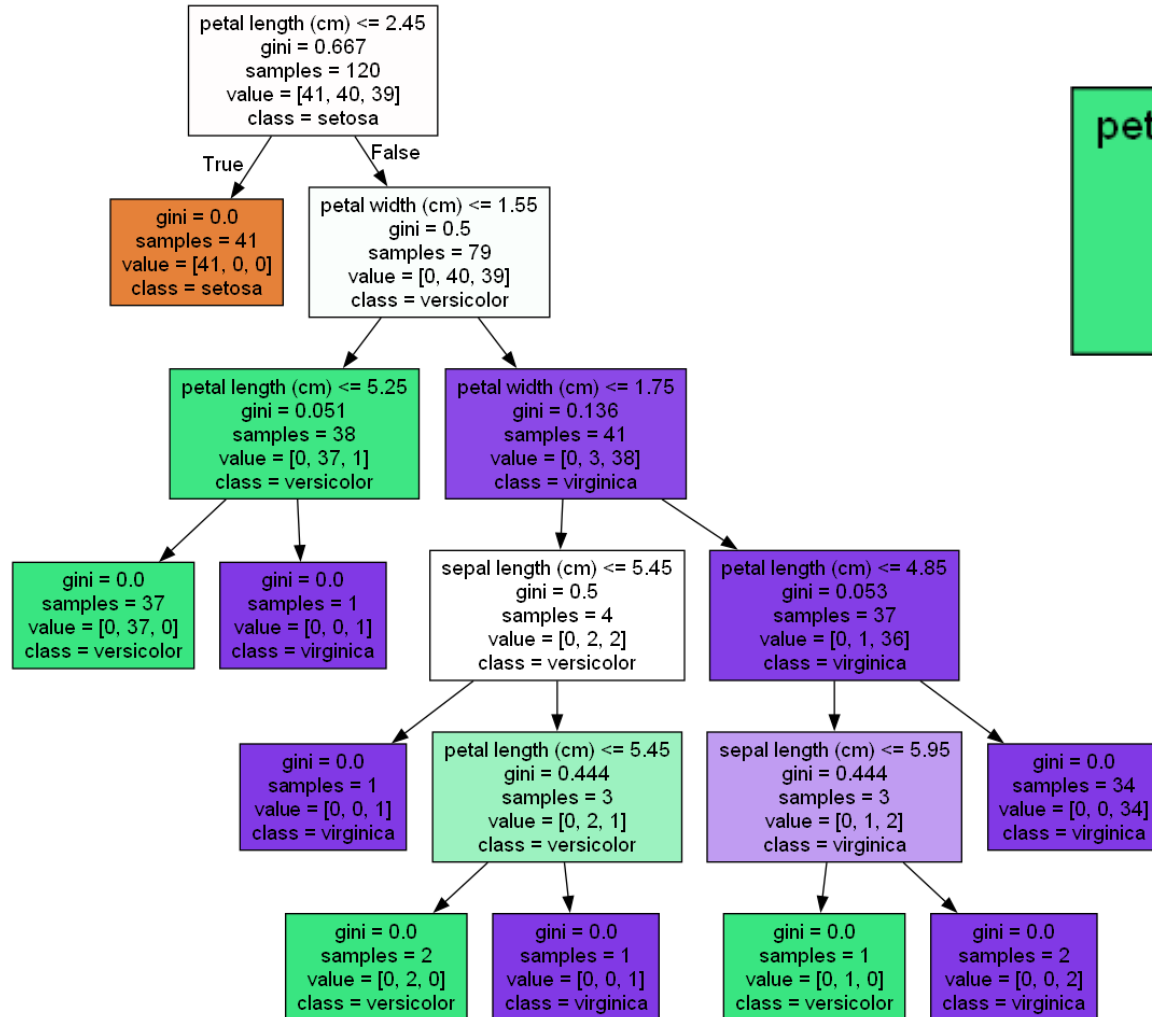 petal length (cm) <= 2.45
gini = 0.667
samples = 120
value = [41, 40, 39]
class = setosa
pet
True
False
gini = 0.0
samples = 41
value = [41, 0, 0]
class = setosa
petal width (cm) <= 1.55
gini = 0.5
samples = 79
value = [0, 40, 39]
class = versicolor
petal length (cm) <= 5.25
gini = 0.051
samples = 38
value = [0, 37, 1]
class = versicolor
petal width (cm) <= 1.75
gini = 0.136
samples = 41
value = [0, 3, 38]
class = virginica
gini = 0.0
samples = 37
value = [0, 37, 0]
class = versicolor
gini = 0.0
samples = 1
value = [0, 0, 1]
class = virginica
sepal length (cm) <= 5.45
gini = 0.5
samples = 4
value = [0, 2, 2]
class = versicolor
petal length (cm) <= 4.85
gini = 0.053
samples = 37
value = [0, 1, 36]
class = virginica
gini = 0.0
samples = 1
value = [0, 0, 1]
class = virginica
petal length (cm) <= 5.45
gini = 0.444
samples = 3
value = [0, 2, 1]
class = versicolor
sepal length (cm) <= 5.95
gini = 0.444
samples = 3
value = [0, 1, 2]
class = virginica
gini = 0.0
samples = 34
value = [0, 0, 34]
class = virginica
gini = 0.0
samples = 2
value = [0, 2, 0]
class = versicolor
gini = 0.0
samples = 1
value = [0, 0, 1]
class = virginica
gini = 0.0
samples = 1
value = [0, 1, 0]
class = versicolor
gini = 0.0
samples = 2
value = [0, 0, 2]
class = virginica